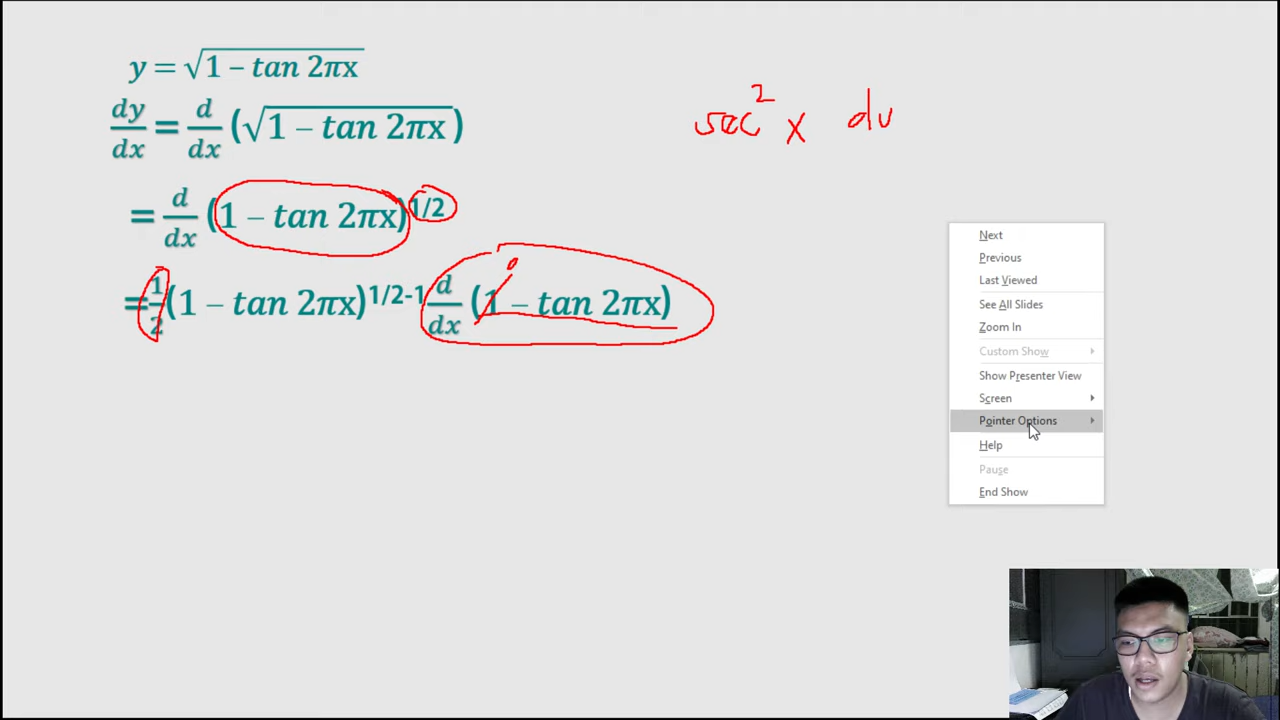 y = √1 – tan 2πx
dy/dx = d/dx (√1 – tan 2πx)
= d/dx (1 – tan 2πx)^1/2
= 1/2 (1 – tan 2πx)^1/2-1 d/dx (1 – tan 2πx)
0
sec² x du
Next
Previous
Last Viewed
See All Slides
Zoom In
Custom Show
Show Presenter View
Screen
Pointer Options
Help
Pause
End Show